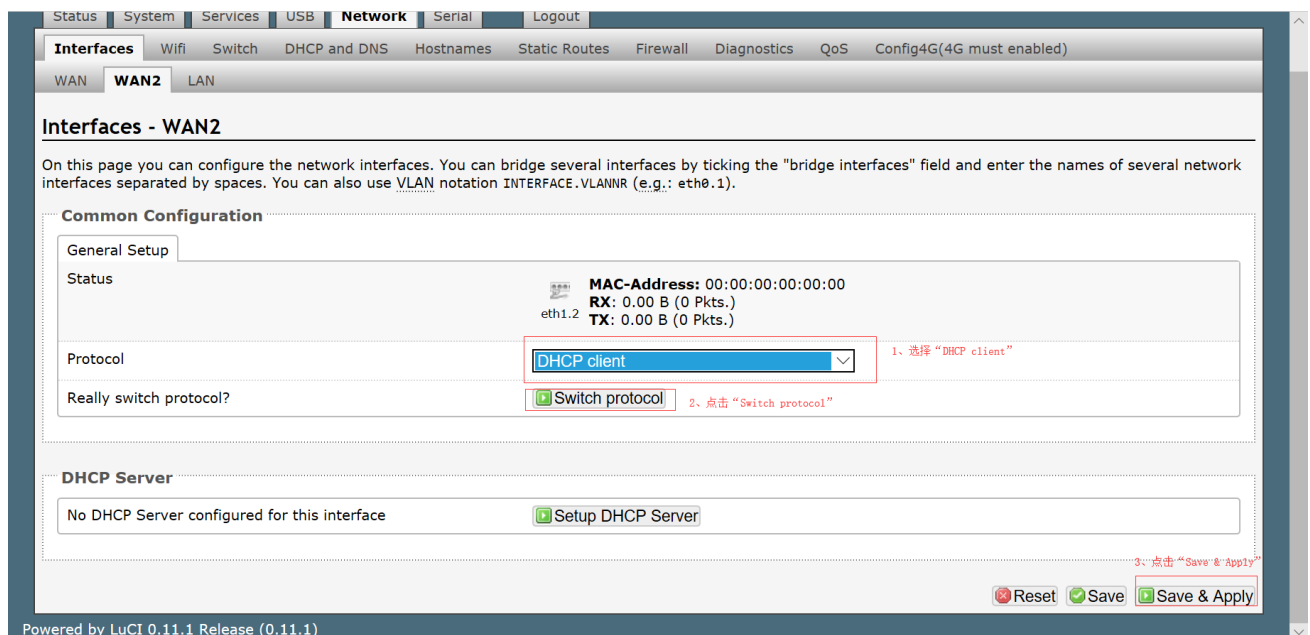 Status System Services USB Network Serial Logout
Interfaces Wifi Switch DHCP and DNS Hostnames Static Routes Firewall Diagnostics QoS Config4G(4G must enabled)
WAN WAN2 LAN
Interfaces - WAN2
On this page you can configure the network interfaces. You can bridge several interfaces by ticking the "bridge interfaces" field and enter the names of several network
interfaces separated by spaces. You can also use VLAN notation INTERFACE.VLANNR (e.g.: eth0.1).
Common Configuration
General Setup
Status
MAC-Address: 00:00:00:00:00:00
RX: 0.00 B (0 Pkts.)
eth1.2 TX: 0.00 B (0 Pkts.)
Protocol DHCP client 1、选择“DHCP client”
Really switch protocol? Switch protocol 2、点击“Switch protocol”
DHCP Server
No DHCP Server configured for this interface Setup DHCP Server
3、点击“Save & Apply”
Reset Save Save & Apply
Powered by LuCI 0.11.1 Release (0.11.1)